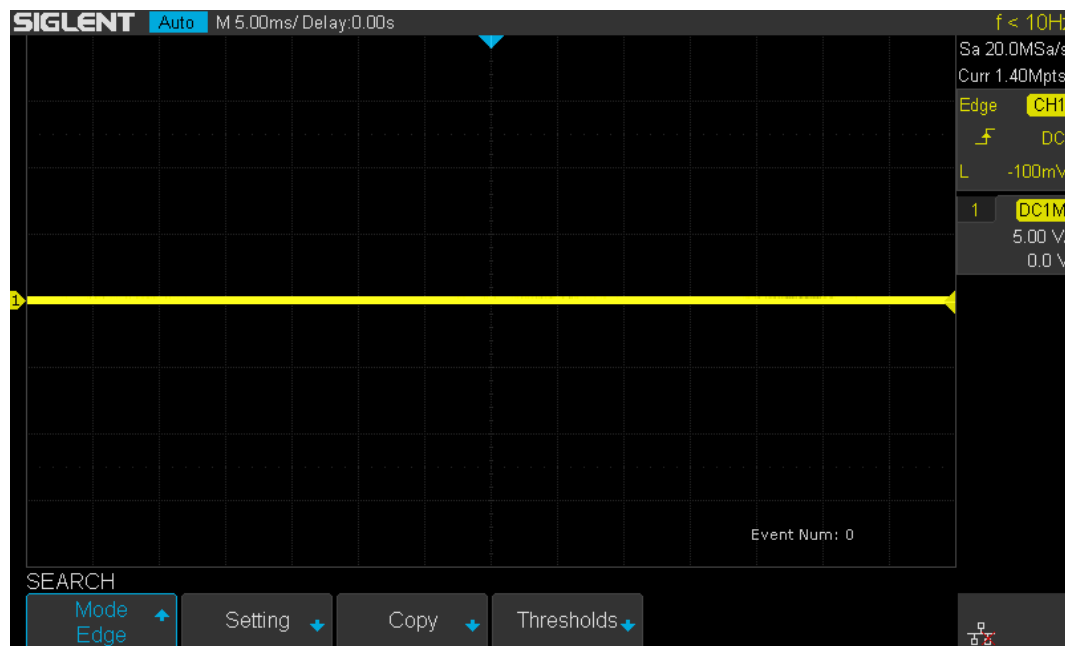 SIGLENT Auto M 5.00ms/ Delay:0.00s f < 10Hz
Sa 20.0MSa/s
Curr 1.40Mpts
Edge CH1
DC
L -100mV
1 DC1M
5.00 V/
0.0 V
1
Event Num: 0
SEARCH
Mode Setting Copy Thresholds
Edge